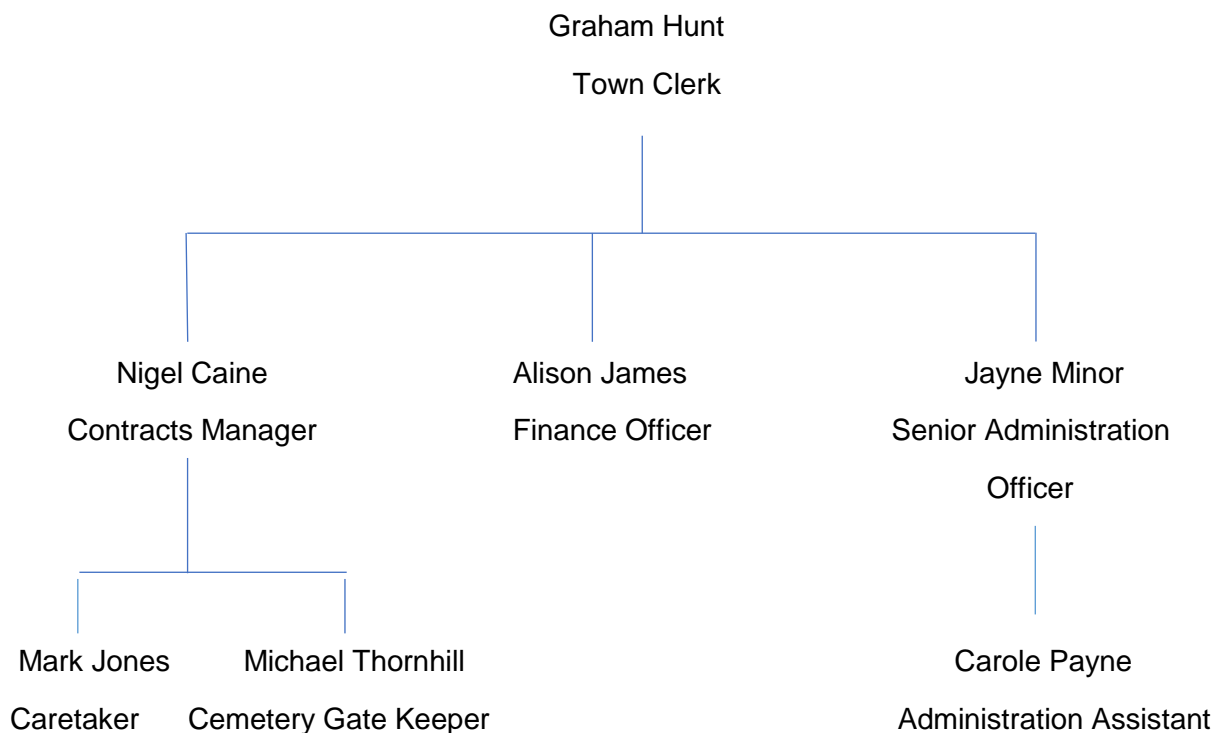 Graham Hunt
Town Clerk
Nigel Caine
Contracts Manager
Alison James
Finance Officer
Jayne Minor
Senior Administration
Officer
Mark Jones
Caretaker
Michael Thornhill
Cemetery Gate Keeper
Carole Payne
Administration Assistant